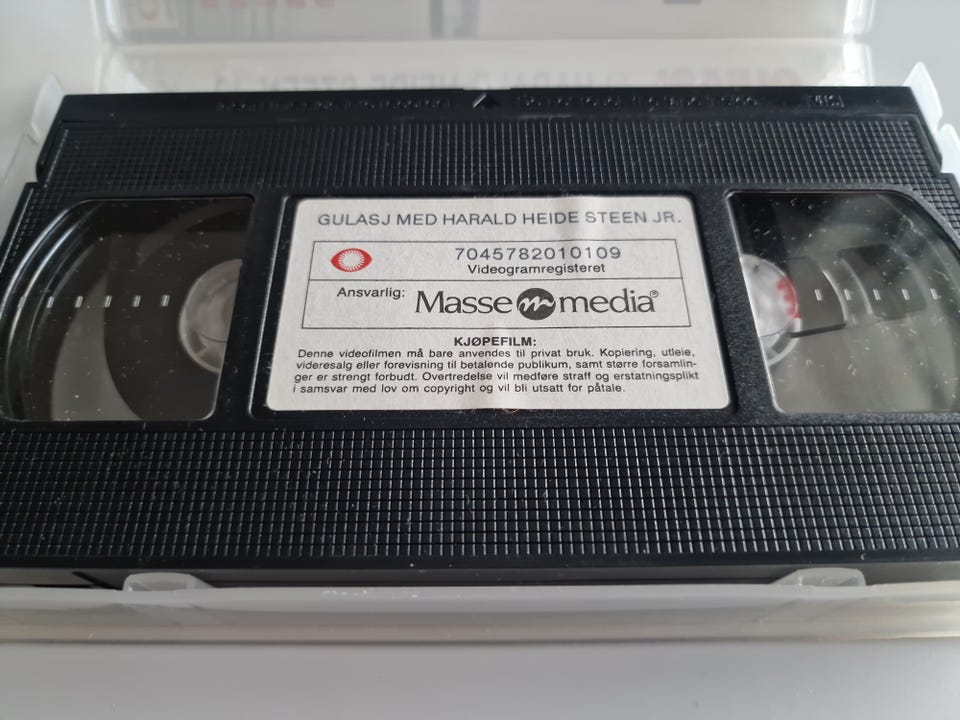 GULASJ MED HARALD HEIDE STEEN JR.
7045782010109
Videogramregisteret
Ansvarlig: Masse m media®
KJØPEFILM:
Denne videofilmen må bare anvendes til privat bruk. Kopiering, utleie,
videresalg eller forevisning til betalende publikum, samt større forsamlin-
ger er strengt forbudt. Overtredelse vil medføre straff og erstatningsplikt
i samsvar med lov om copyright og vil bli utsatt for påtale.